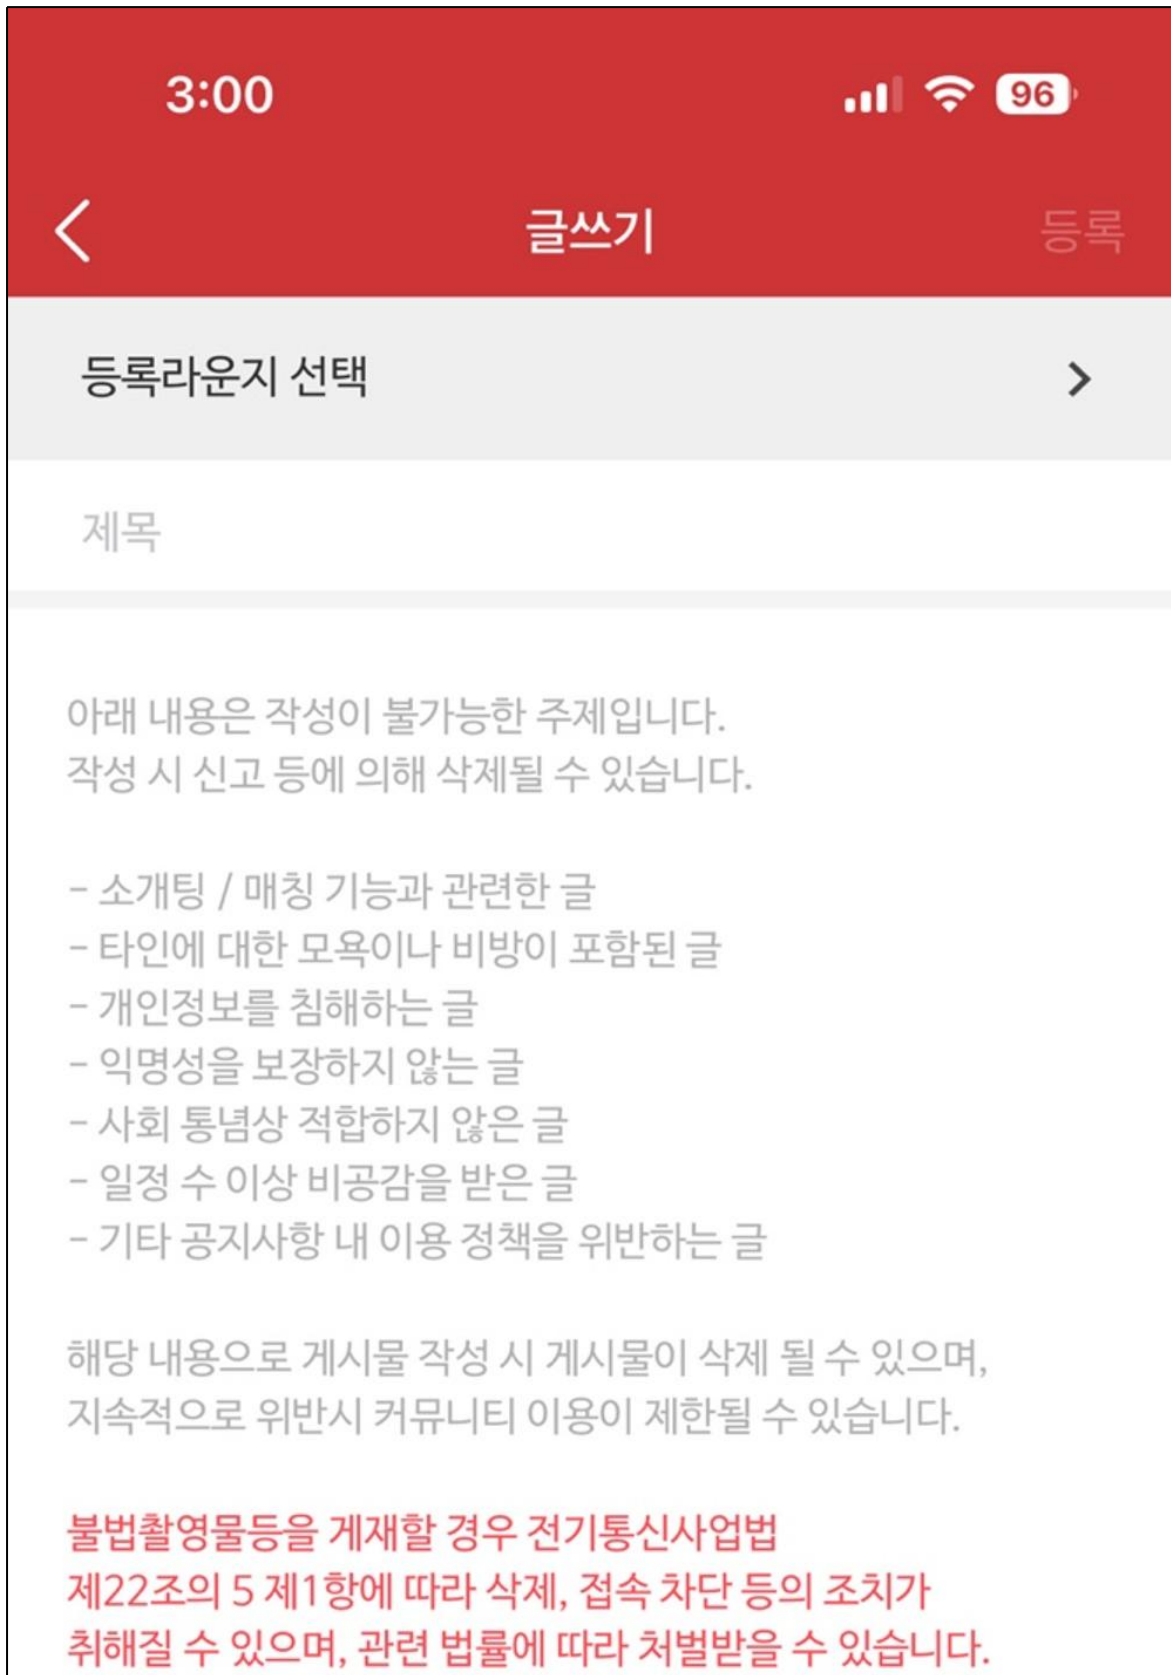 3:00
96
글쓰기
등록
등록라운지 선택
제목
아래 내용은 작성이 불가능한 주제입니다.
작성 시 신고 등에 의해 삭제될 수 있습니다.
- 소개팅 / 매칭 기능과 관련한 글
- 타인에 대한 모욕이나 비방이 포함된 글
- 개인정보를 침해하는 글
- 익명성을 보장하지 않는 글
- 사회 통념상 적합하지 않은 글
- 일정 수 이상 비공감을 받은 글
- 기타 공지사항 내 이용 정책을 위반하는 글
해당 내용으로 게시물 작성 시 게시물이 삭제 될 수 있으며,
지속적으로 위반시 커뮤니티 이용이 제한될 수 있습니다.
불법촬영물등을 게재할 경우 전기통신사업법
제22조의 5 제1항에 따라 삭제, 접속 차단 등의 조치가
취해질 수 있으며, 관련 법률에 따라 처벌받을 수 있습니다.